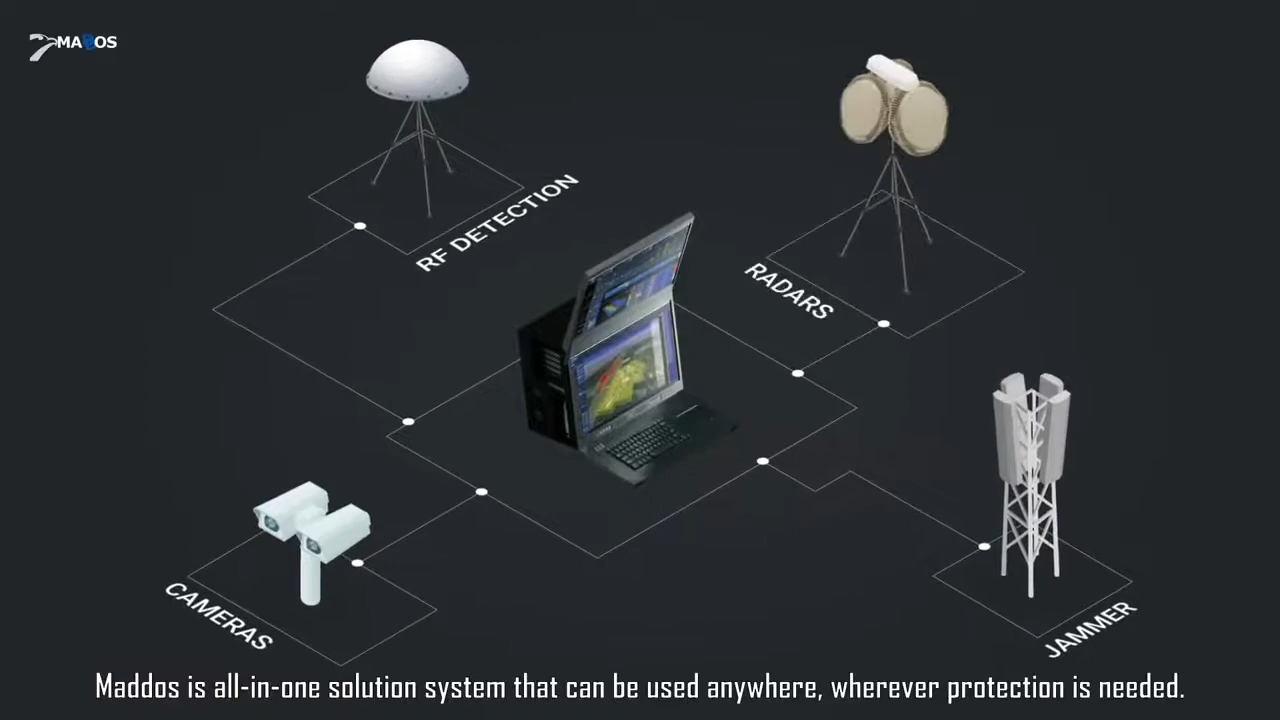 MADDOS
RF DETECTION
RADARS
CAMERAS
JAMMER
Maddos is all-in-one solution system that can be used anywhere, wherever protection is needed.